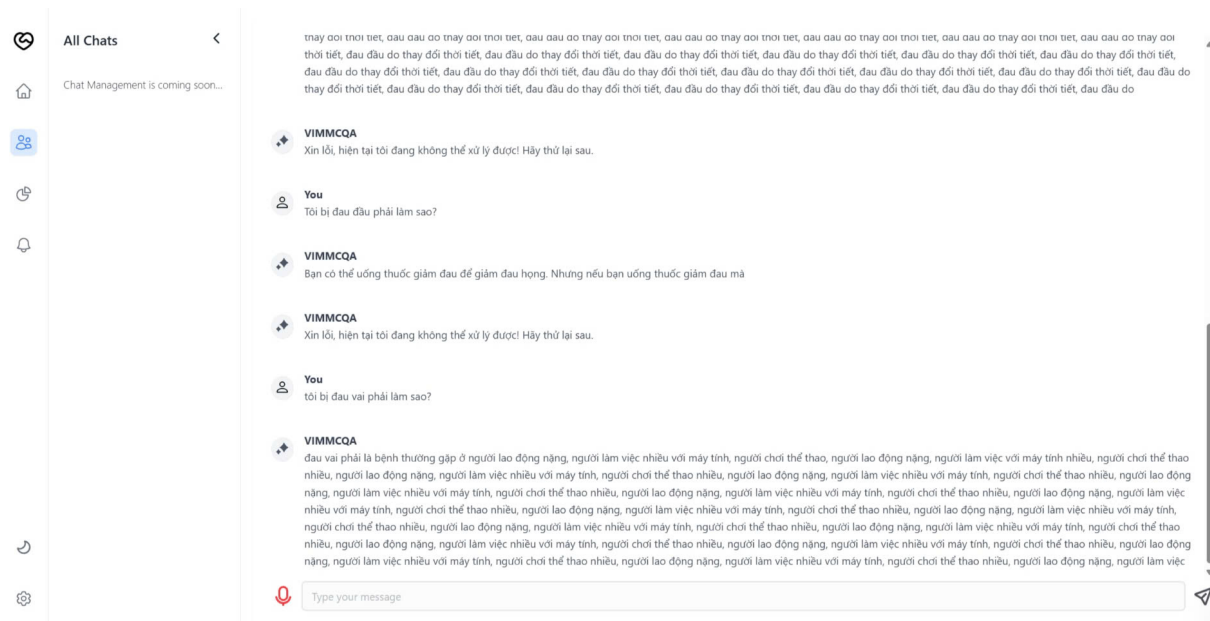 All Chats
Chat Management is coming soon...
thay đổi thời tiết, đau đầu do thay đổi thời tiết, đau đầu do thay đổi thời tiết, đau đầu do thay đổi thời tiết, đau đầu do thay đổi thời tiết, đau đầu do thay đổi thời tiết, đau đầu do thay đổi
thời tiết, đau đầu do thay đổi thời tiết, đau đầu do thay đổi thời tiết, đau đầu do thay đổi thời tiết, đau đầu do thay đổi thời tiết, đau đầu do thay đổi thời tiết, đau đầu do thay đổi thời tiết,
đau đầu do thay đổi thời tiết, đau đầu do thay đổi thời tiết, đau đầu do thay đổi thời tiết, đau đầu do thay đổi thời tiết, đau đầu do thay đổi thời tiết, đau đầu do thay đổi thời tiết, đau đầu do
thay đổi thời tiết, đau đầu do thay đổi thời tiết, đau đầu do thay đổi thời tiết, đau đầu do thay đổi thời tiết, đau đầu do thay đổi thời tiết, đau đầu do thay đổi thời tiết, đau đầu do
VIMMCQA
Xin lỗi, hiện tại tôi đang không thể xử lý được! Hãy thử lại sau.
You
Tôi bị đau đầu phải làm sao?
VIMMCQA
Bạn có thể uống thuốc giảm đau để giảm đau họng. Nhưng nếu bạn uống thuốc giảm đau mà
VIMMCQA
Xin lỗi, hiện tại tôi đang không thể xử lý được! Hãy thử lại sau.
You
tôi bị đau vai phải làm sao?
VIMMCQA
đau vai phải là bệnh thường gặp ở người lao động nặng, người làm việc nhiều với máy tính, người chơi thể thao, người lao động nặng, người làm việc với máy tính nhiều, người chơi thể thao
nhiều, người lao động nặng, người làm việc nhiều với máy tính, người chơi thể thao nhiều, người lao động nặng, người làm việc nhiều với máy tính, người chơi thể thao nhiều, người lao động
nặng, người làm việc nhiều với máy tính, người chơi thể thao nhiều, người lao động nặng, người làm việc nhiều với máy tính, người chơi thể thao nhiều, người lao động nặng, người làm việc
nhiều với máy tính, người chơi thể thao nhiều, người lao động nặng, người làm việc nhiều với máy tính, người chơi thể thao nhiều, người lao động nặng, người làm việc nhiều với máy tính,
người chơi thể thao nhiều, người lao động nặng, người làm việc nhiều với máy tính, người chơi thể thao nhiều, người lao động nặng, người làm việc nhiều với máy tính, người chơi thể thao
nhiều, người lao động nặng, người làm việc nhiều với máy tính, người chơi thể thao nhiều, người lao động nặng, người làm việc nhiều với máy tính, người chơi thể thao nhiều, người lao động
nặng, người làm việc nhiều với máy tính, người chơi thể thao nhiều, người lao động nặng, người làm việc nhiều với máy tính, người chơi thể thao nhiều, người lao động nặng, người làm việc
Type your message